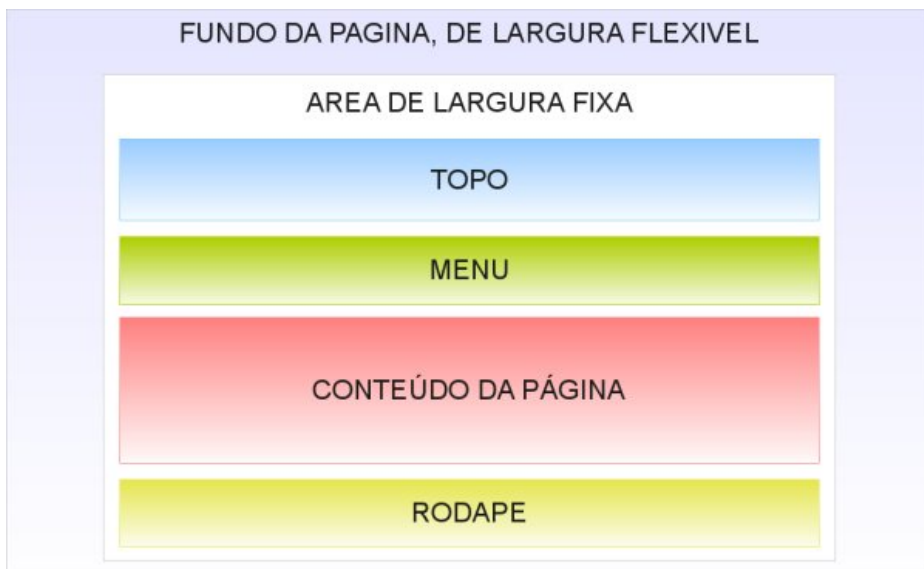 FUNDO DA PAGINA, DE LARGURA FLEXIVEL
AREA DE LARGURA FIXA
TOPO
MENU
CONTEÚDO DA PÁGINA
RODAPE